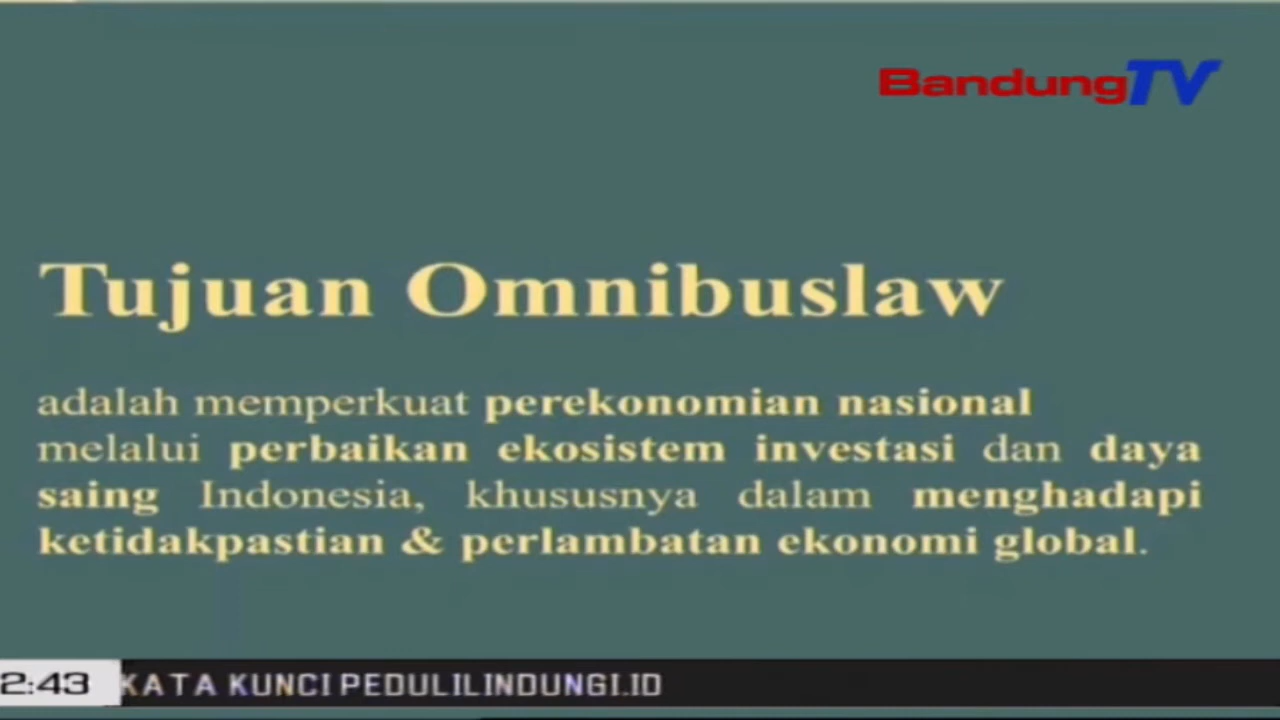 BandungTV
Tujuan Omnibuslaw
adalah memperkuat perekonomian nasional
melalui perbaikan ekosistem investasi dan daya
saing Indonesia, khususnya dalam menghadapi
ketidakpastian & perlambatan ekonomi global.
2:43 KATA KUNCI PEDULILINDUNGI.ID